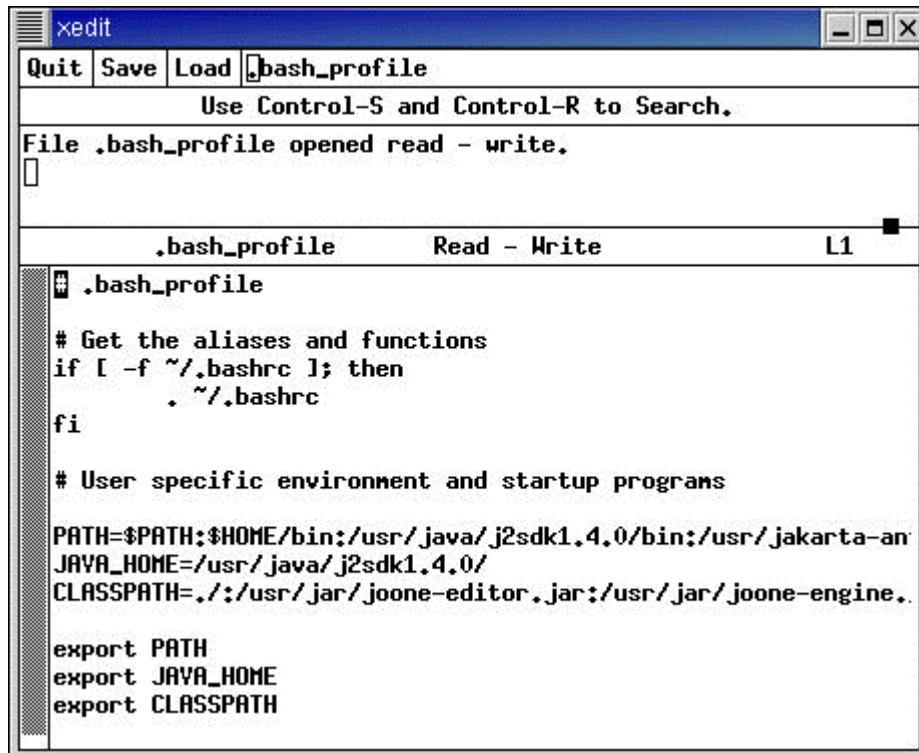 xedit
Quit Save Load .bash_profile
Use Control-S and Control-R to Search.
File .bash_profile opened read - write.
.bash_profile Read - Write L1
# .bash_profile
# Get the aliases and functions
if [ -f ~/.bashrc ]; then
. ~/.bashrc
fi
# User specific environment and startup programs
PATH=$PATH:$HOME/bin:/usr/java/j2sdk1.4.0/bin:/usr/jakarta-an
JAVA_HOME=/usr/java/j2sdk1.4.0/
CLASSPATH=./:/usr/jar/joone-editor.jar:/usr/jar/joone-engine.
export PATH
export JAVA_HOME
export CLASSPATH